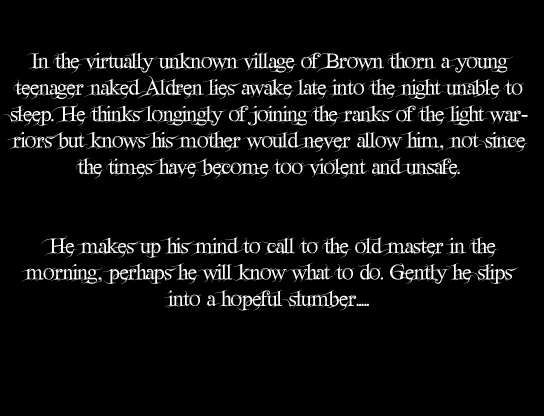 In the virtually unknown village of Brown thorn a young
teenager naked Aldren lies awake late into the night unable to
sleep. He thinks longingly of joining the ranks of the light war-
riors but knows his mother would never allow him, not since
the times have become too violent and unsafe.
He makes up his mind to call to the old master in the
morning, perhaps he will know what to do. Gently he slips
into a hopeful slumber.....